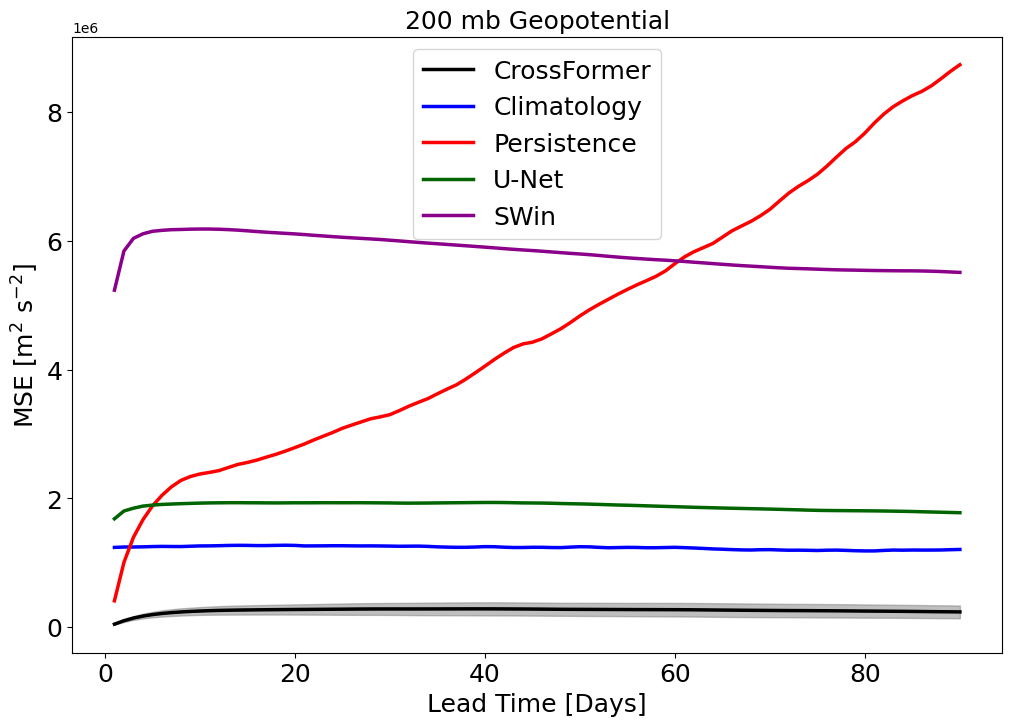 200 mb Geopotential
1e6
CrossFormer
Climatology
Persistence
U-Net
SWin
8
6
4
2
0
MSE [m² s⁻²]
0 20 40 60 80
Lead Time [Days]